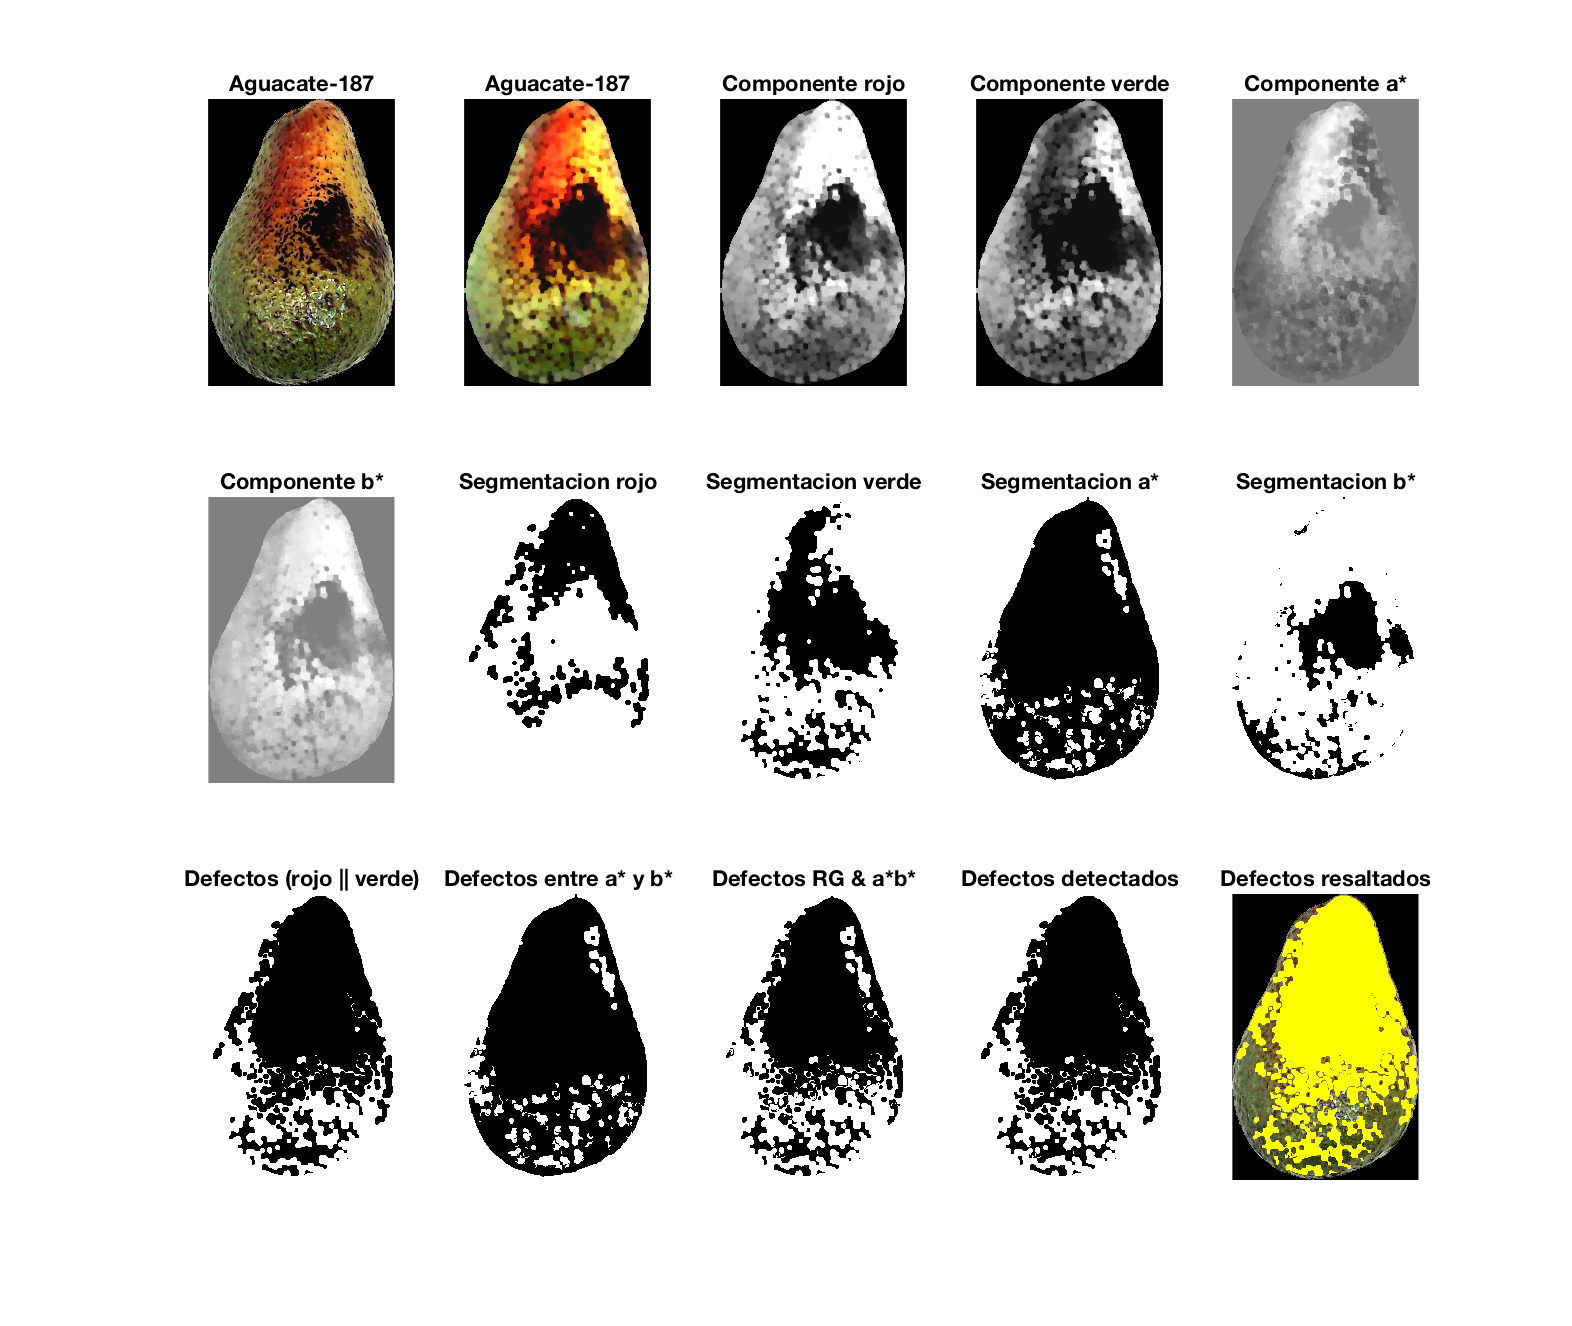 Aguacate-187
Aguacate-187
Componente rojo
Componente verde
Componente a*
Componente b*
Segmentacion rojo
Segmentacion verde
Segmentacion a*
Segmentacion b*
Defectos (rojo || verde)
Defectos entre a* y b*
Defectos RG & a*b*
Defectos detectados
Defectos resaltados